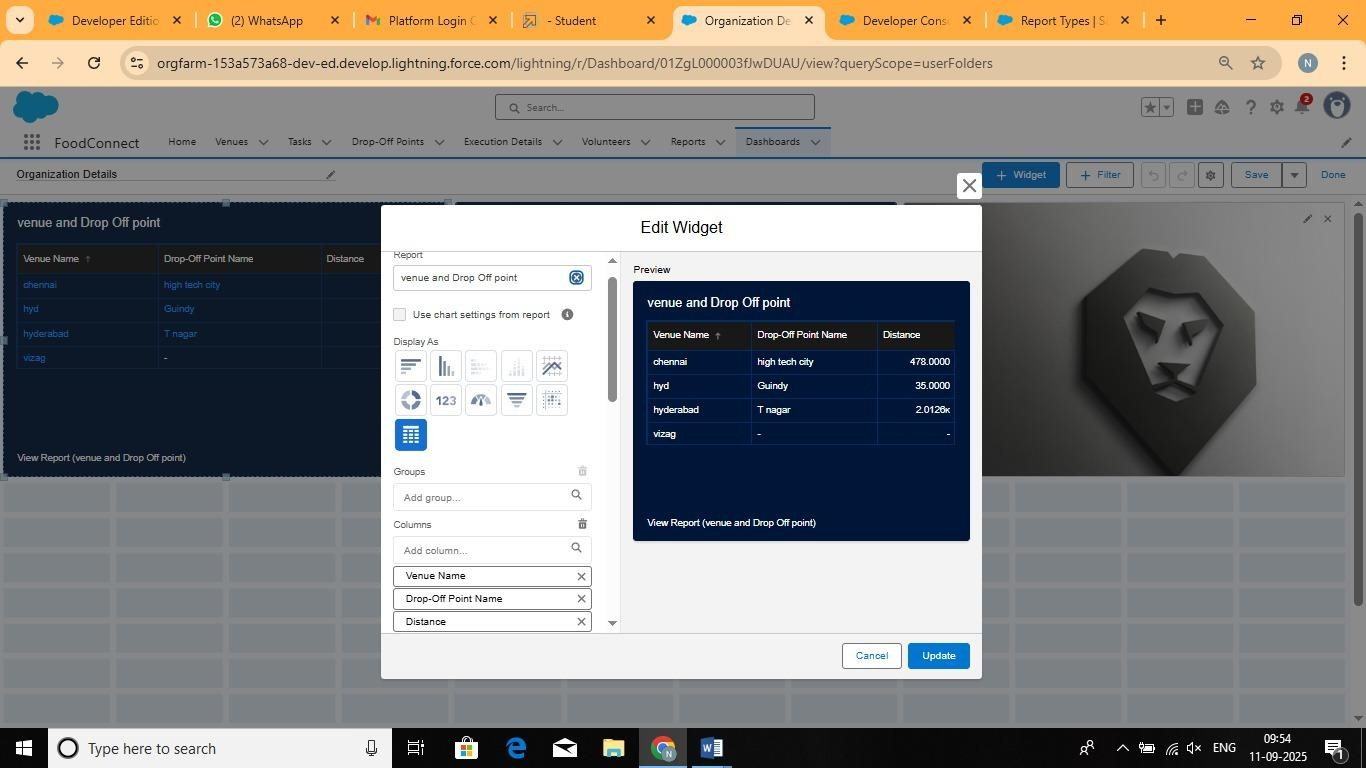 Developer Editio
(2) WhatsApp
Platform Login C
- Student
Organization De
Developer Cons
Report Types | S
orgfarm-153a573a68-dev-ed.develop.lightning.force.com/lightning/r/Dashboard/01ZgL000003fJwDUAU/view?queryScope=userFolders
N
Search...
2
FoodConnect
Home
Venues
Tasks
Drop-Off Points
Execution Details
Volunteers
Reports
Dashboards
Organization Details
+ Widget
+ Filter
Save
Done
venue and Drop Off point
Venue Name ↑
Drop-Off Point Name
Distance
chennai
high tech city
hyd
Guindy
hyderabad
T nagar
vizag
-
View Report (venue and Drop Off point)
Edit Widget
Report
venue and Drop Off point
Use chart settings from report
Display As
123
Groups
Add group...
Columns
Add column...
Venue Name
Drop-Off Point Name
Distance
Preview
venue and Drop Off point
Venue Name ↑ Drop-Off Point Name Distance
chennai high tech city 478.0000
hyd Guindy 35.0000
hyderabad T nagar 2.0126K
vizag - -
View Report (venue and Drop Off point)
Cancel
Update
Type here to search
ENG
09:54
11-09-2025
1